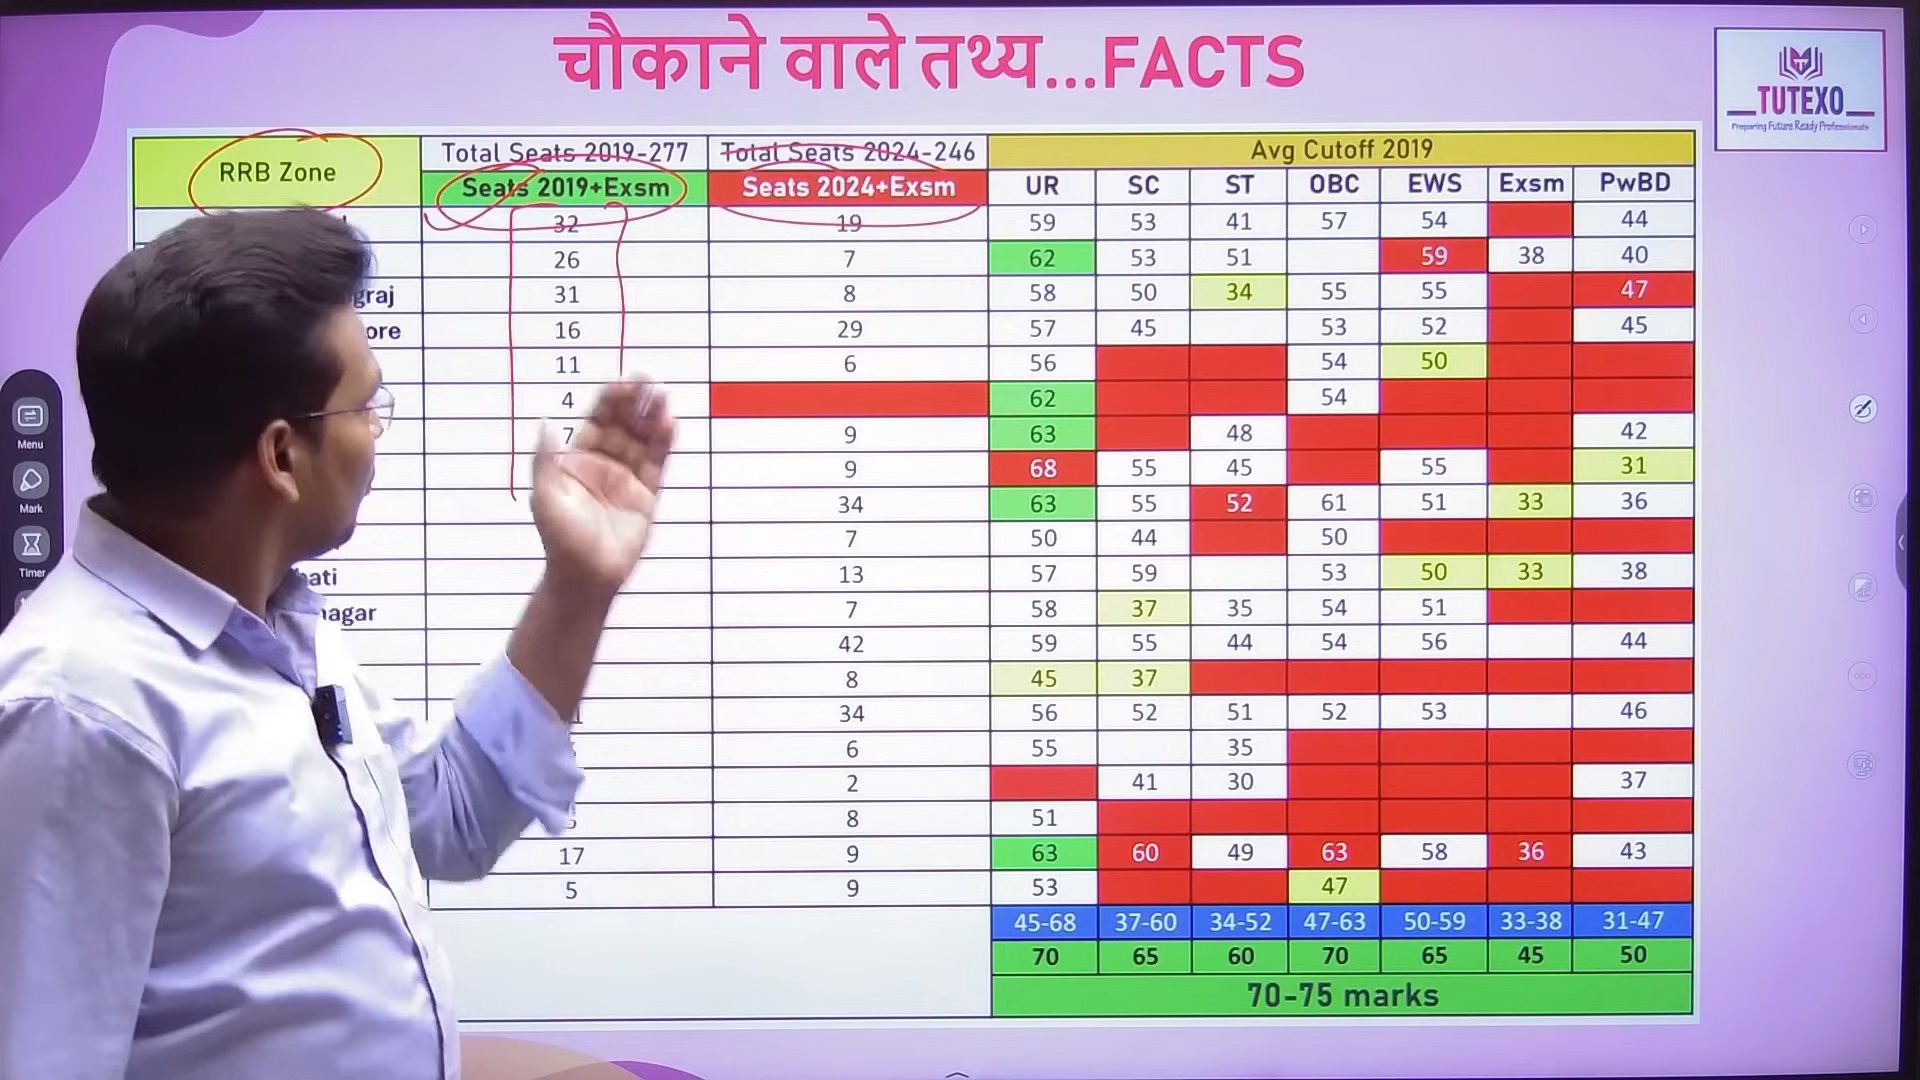 चौकाने वाले तथ्य...FACTS
TUTEXO
Preparing Future Ready Professionals
RRB Zone Total Seats 2019-277 Total Seats 2024-246 Avg Cutoff 2019
Seats 2019+Exsm Seats 2024+Exsm UR SC ST OBC EWS Exsm PwBD
32 19 59 53 41 57 54 44
26 7 62 53 51 59 38 40
graj 31 8 58 50 34 55 55 47
ore 16 29 57 45 53 52 45
11 6 56 54 50
4 62 54
7 9 63 48 42
9 68 55 45 55 31
34 63 55 52 61 51 33 36
7 50 44 50
ati 13 57 59 53 50 33 38
nagar 7 58 37 35 54 51
42 59 55 44 54 56 44
8 45 37
34 56 52 51 52 53 46
6 55 35
2 41 30 37
8 51
17 9 63 60 49 63 58 36 43
5 9 53 47
45-68 37-60 34-52 47-63 50-59 33-38 31-47
70 65 60 70 65 45 50
70-75 marks
Menu
Mark
Timer